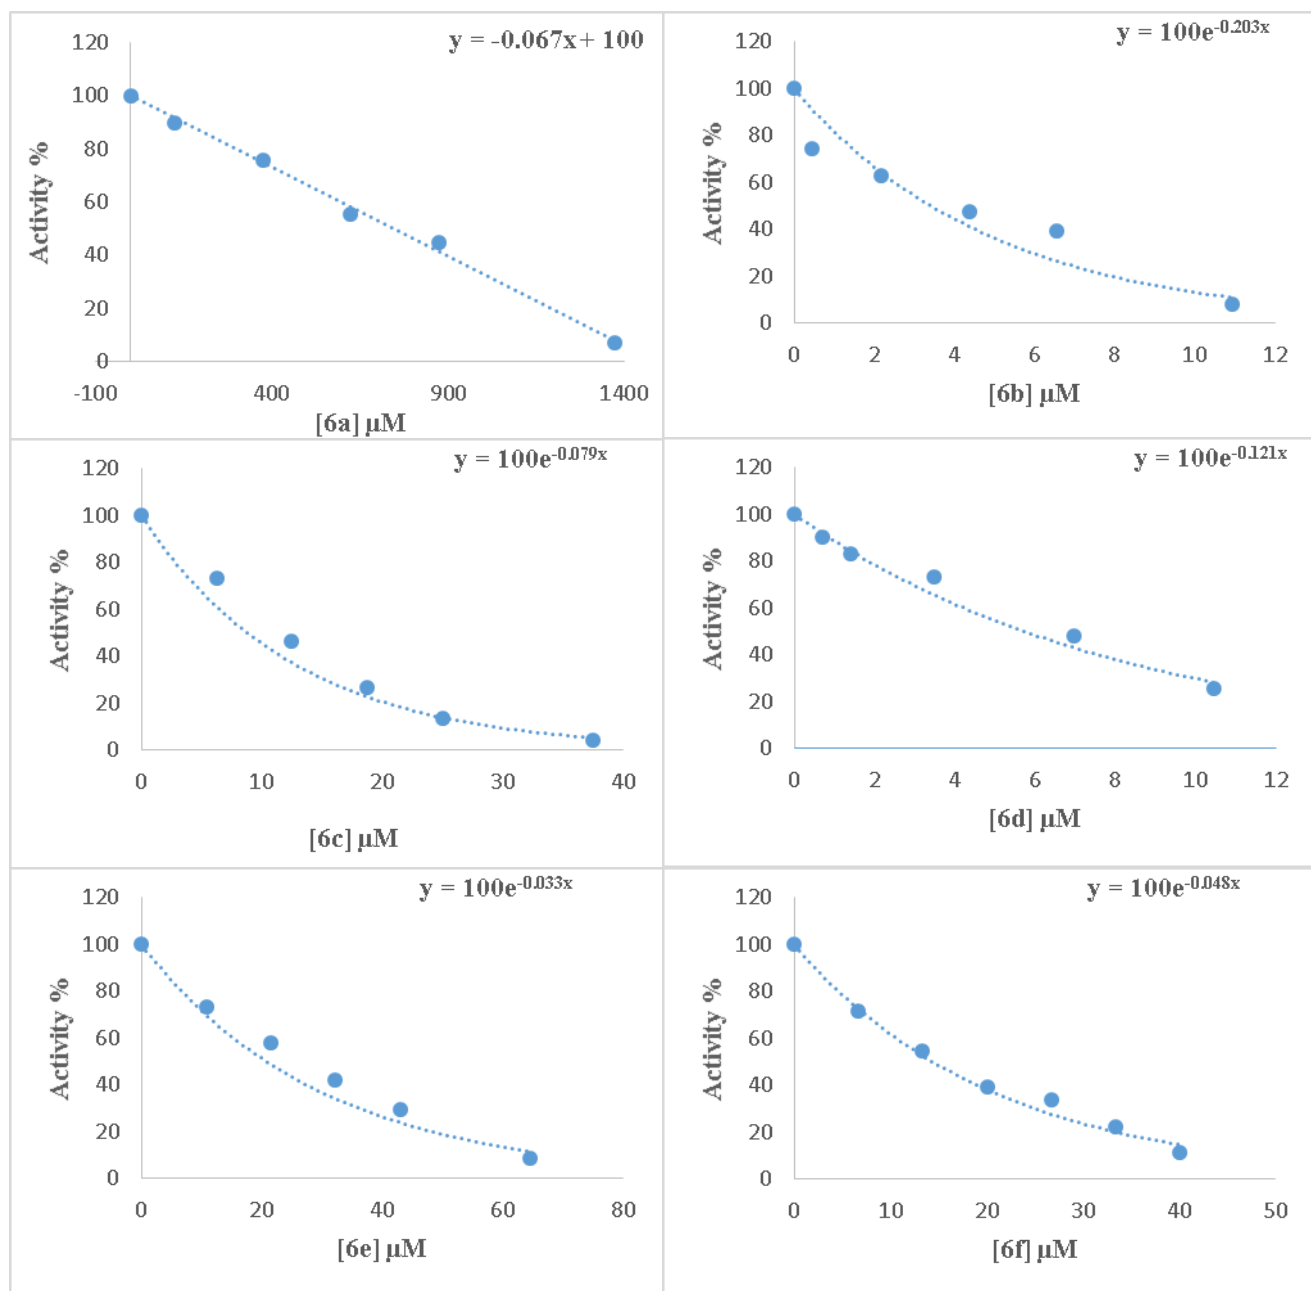 y = -0.067x + 100
120
100
80
60
40
20
0
Activity %
-100 400 900 1400
[6a] µM
y = 100e^-0.203x
120
100
80
60
40
20
0
Activity %
0 2 4 6 8 10 12
[6b] µM
y = 100e^-0.079x
120
100
80
60
40
20
0
Activity %
0 10 20 30 40
[6c] µM
y = 100e^-0.121x
120
100
80
60
40
20
0
Activity %
0 2 4 6 8 10 12
[6d] µM
y = 100e^-0.033x
120
100
80
60
40
20
0
Activity %
0 20 40 60 80
[6e] µM
y = 100e^-0.048x
120
100
80
60
40
20
0
Activity %
0 10 20 30 40 50
[6f] µM